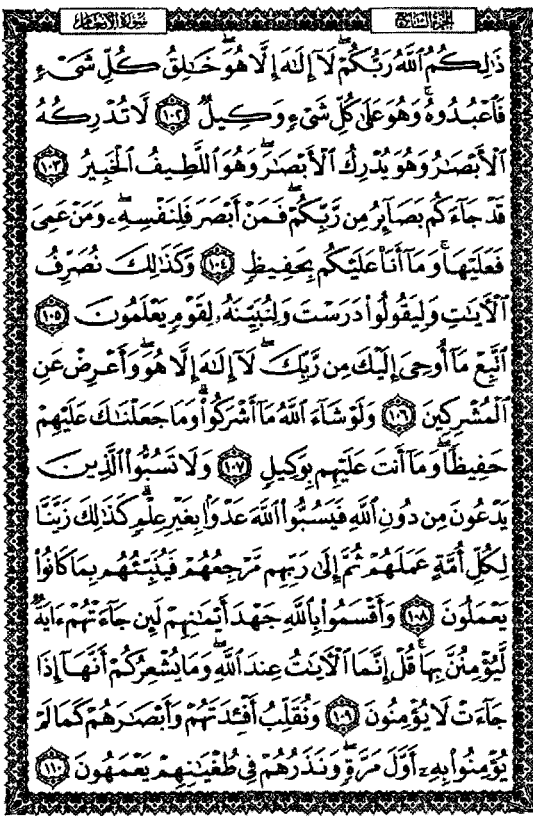 سورة الأنعام
الجزء السابع
ذَٰلِكُمُ ٱللَّهُ رَبُّكُمْ ۖ لَآ إِلَٰهَ إِلَّا هُوَ ۖ خَٰلِقُ كُلِّ شَىْءٍ
فَٱعْبُدُوهُ ۚ وَهُوَ عَلَىٰ كُلِّ شَىْءٍ وَكِيلٌ ۝١٠٢ لَّا تُدْرِكُهُ
ٱلْأَبْصَٰرُ وَهُوَ يُدْرِكُ ٱلْأَبْصَٰرَ ۖ وَهُوَ ٱللَّطِيفُ ٱلْخَبِيرُ ۝١٠٣
قَدْ جَآءَكُم بَصَآئِرُ مِن رَّبِّكُمْ ۖ فَمَنْ أَبْصَرَ فَلِنَفْسِهِۦ ۖ وَمَنْ عَمِىَ
فَعَلَيْهَا ۚ وَمَآ أَنَا۠ عَلَيْكُم بِحَفِيظٍ ۝١٠٤ وَكَذَٰلِكَ نُصَرِّفُ
ٱلْأَيَٰتِ وَلِيَقُولُوا۟ دَرَسْتَ وَلِنُبَيِّنَهُۥ لِقَوْمٍ يَعْلَمُونَ ۝١٠٥
ٱتَّبِعْ مَآ أُوحِىَ إِلَيْكَ مِن رَّبِّكَ ۖ لَآ إِلَٰهَ إِلَّا هُوَ ۖ وَأَعْرِضْ عَنِ
ٱلْمُشْرِكِينَ ۝١٠٦ وَلَوْ شَآءَ ٱللَّهُ مَآ أَشْرَكُوا۟ ۗ وَمَا جَعَلْنَٰكَ عَلَيْهِمْ
حَفِيظًا ۖ وَمَآ أَنتَ عَلَيْهِم بِوَكِيلٍ ۝١٠٧ وَلَا تَسُبُّوا۟ ٱلَّذِينَ
يَدْعُونَ مِن دُونِ ٱللَّهِ فَيَسُبُّوا۟ ٱللَّهَ عَدْوًۢا بِغَيْرِ عِلْمٍ ۗ كَذَٰلِكَ زَيَّنَّا
لِكُلِّ أُمَّةٍ عَمَلَهُمْ ثُمَّ إِلَىٰ رَبِّهِم مَّرْجِعُهُمْ فَيُنَبِّئُهُم بِمَا كَانُوا۟
يَعْمَلُونَ ۝١٠٨ وَأَقْسَمُوا۟ بِٱللَّهِ جَهْدَ أَيْمَٰنِهِمْ لَئِن جَآءَتْهُمْ ءَايَةٌ
لَّيُؤْمِنُنَّ بِهَا ۚ قُلْ إِنَّمَا ٱلْأَيَٰتُ عِندَ ٱللَّهِ ۖ وَمَا يُشْعِرُكُمْ أَنَّهَآ إِذَا
جَآءَتْ لَا يُؤْمِنُونَ ۝١٠٩ وَنُقَلِّبُ أَفْـِٔدَتَهُمْ وَأَبْصَٰرَهُمْ كَمَا لَمْ
يُؤْمِنُوا۟ بِهِۦٓ أَوَّلَ مَرَّةٍ وَنَذَرُهُمْ فِى طُغْيَٰنِهِمْ يَعْمَهُونَ ۝١١٠